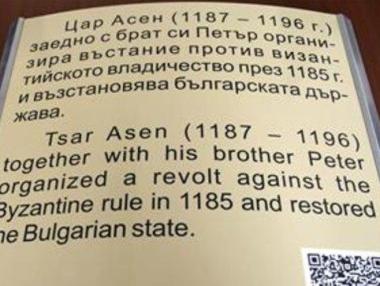 Цар Асен (1187 – 1196 г.)
заедно с брат си Петър органи-
зира въстание против визан-
тийското владичество през 1185 г.
и възстановява българската дър-
жава.
Tsar Asen (1187 – 1196)
together with his brother Peter
organized a revolt against the
Byzantine rule in 1185 and restored
he Bulgarian state.